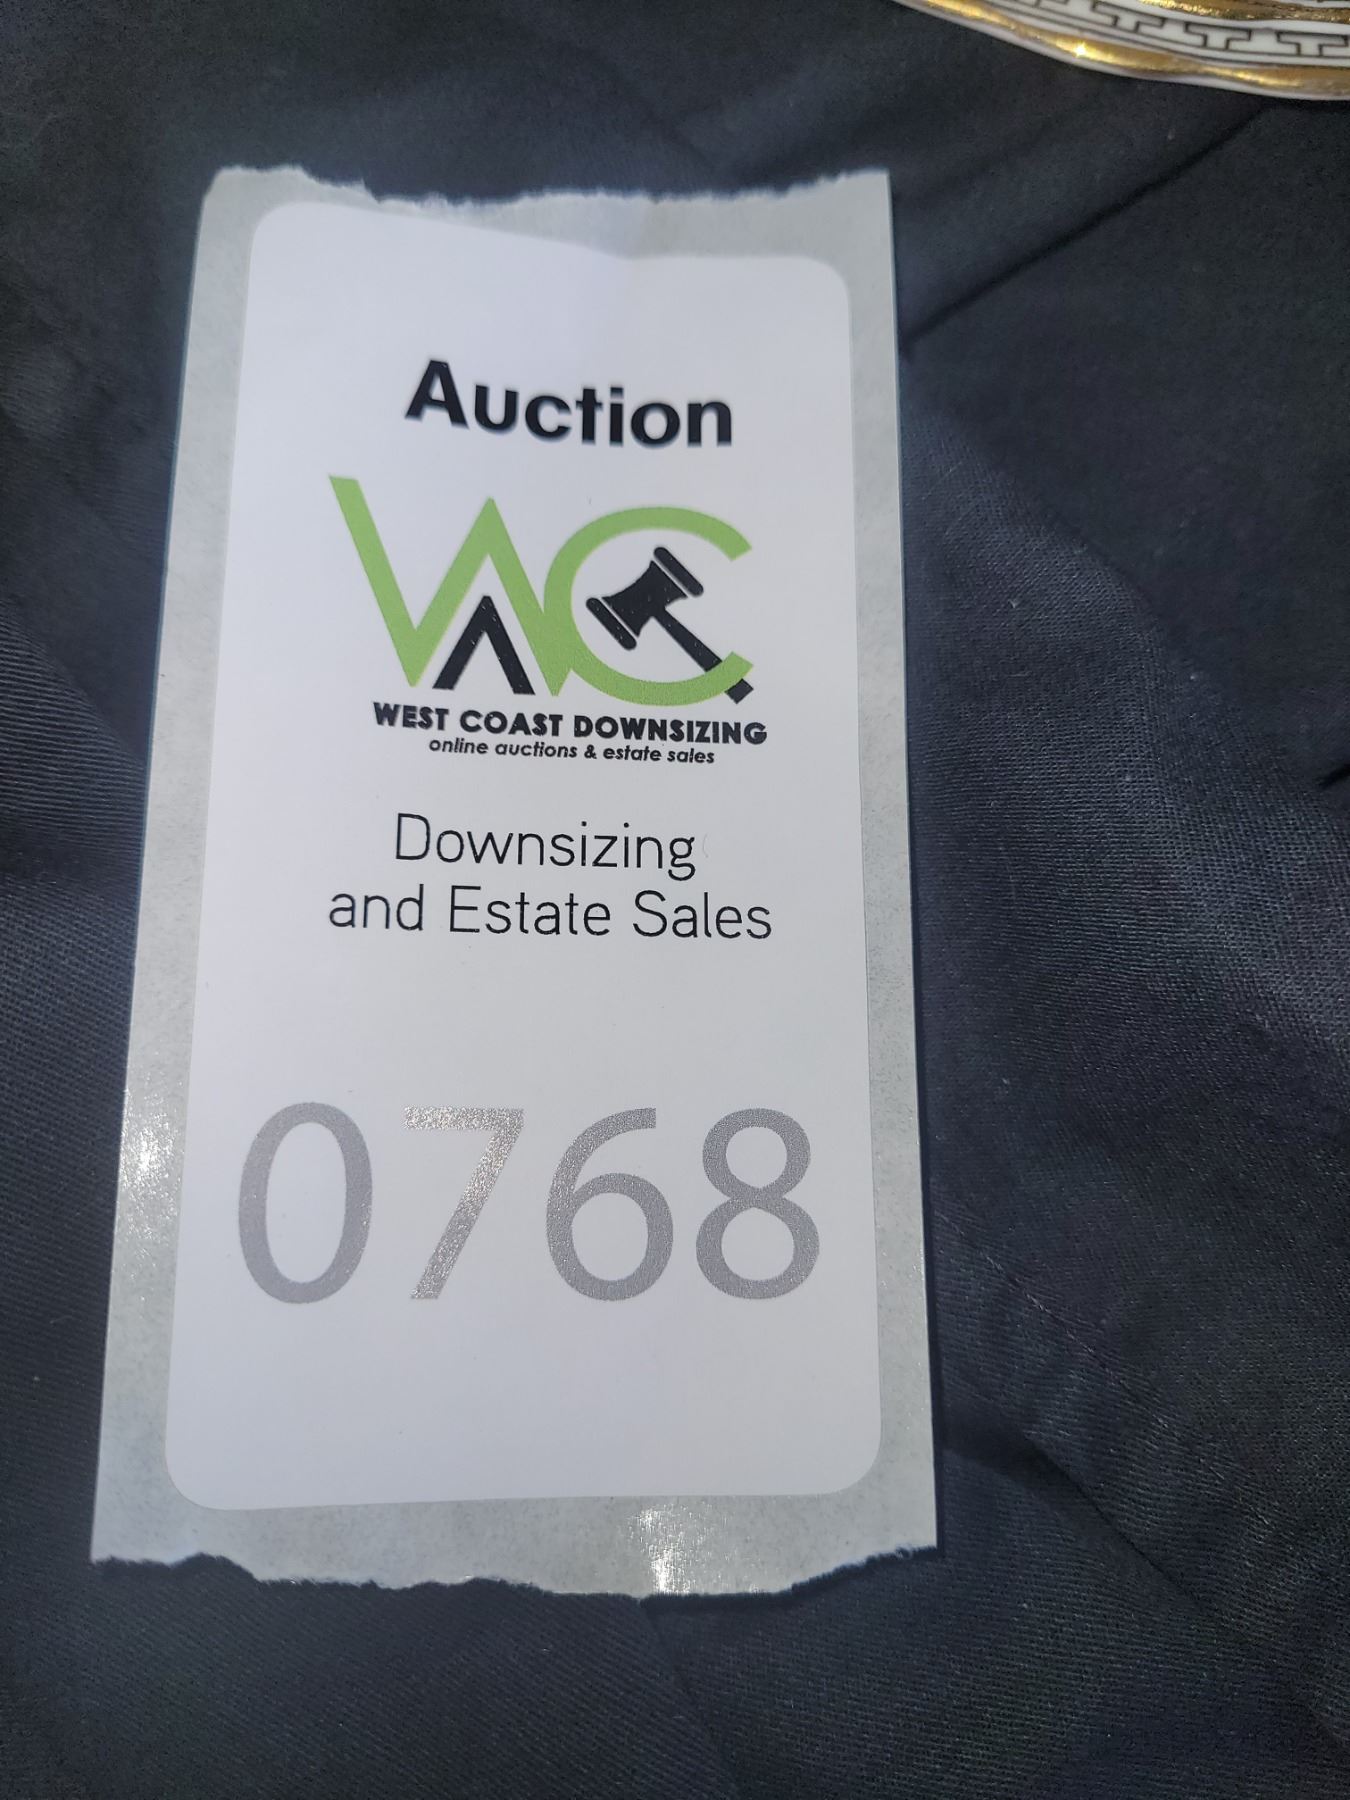 Auction
WAC
WEST COAST DOWNSIZING
online auctions & estate sales
Downsizing
and Estate Sales
0768